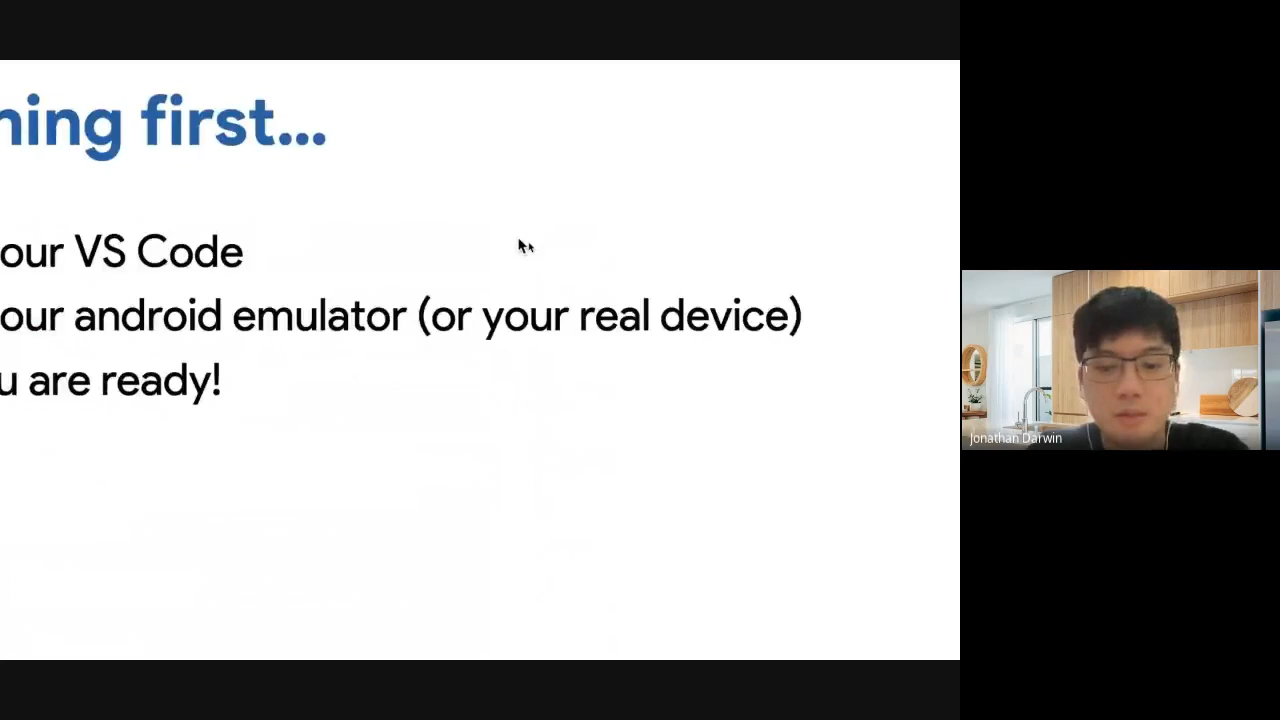 ning first...
our VS Code
our android emulator (or your real device)
u are ready!
Jonathan Darwin